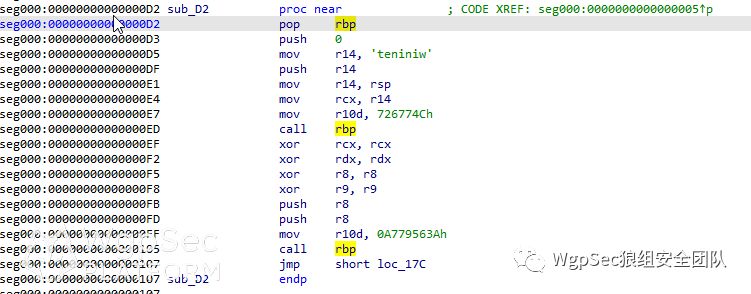 seg000:00000000000000D2 sub_D2 proc near ; CODE XREF: seg000:0000000000000005↑p
seg000:00000000000000D2 pop rbp
seg000:00000000000000D3 push 0
seg000:00000000000000D5 mov r14, 'teniniw'
seg000:00000000000000DF push r14
seg000:00000000000000E1 mov r14, rsp
seg000:00000000000000E4 mov rcx, r14
seg000:00000000000000E7 mov r10d, 726774Ch
seg000:00000000000000ED call rbp
seg000:00000000000000EF xor rcx, rcx
seg000:00000000000000F2 xor rdx, rdx
seg000:00000000000000F5 xor r8, r8
seg000:00000000000000F8 xor r9, r9
seg000:00000000000000FB push r8
seg000:00000000000000FD push r8
seg000:00000000000000FF mov r10d, 0A779563Ah
seg000:0000000000000105 call rbp
seg000:0000000000000107 jmp short loc_17C
seg000:0000000000000107 sub_D2 endp
seg000:0000000000000107
WgpSec
PLATFORM
WgpSec狼组安全团队